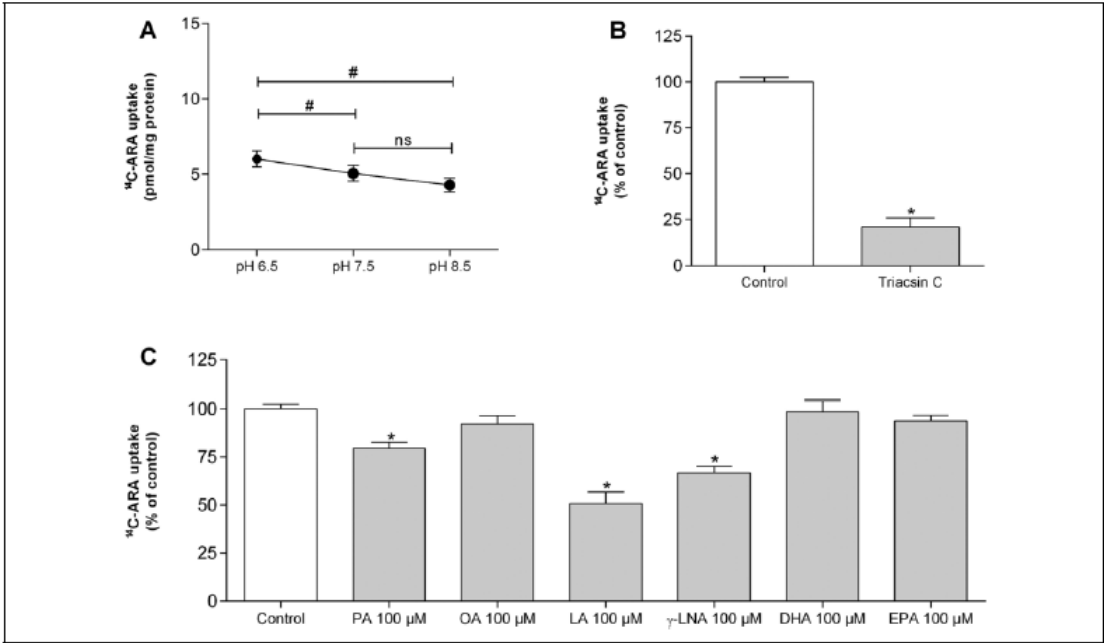 A
¹⁴C-ARA uptake
(pmol/mg protein)
15
10
5
0
#
#
ns
pH 6.5 pH 7.5 pH 8.5
B
¹⁴C-ARA uptake
(% of control)
125
100
75
50
25
0
*
Control Triacsin C
C
¹⁴C-ARA uptake
(% of control)
125
100
75
50
25
0
* * *
Control PA 100 µM OA 100 µM LA 100 µM γ-LNA 100 µM DHA 100 µM EPA 100 µM